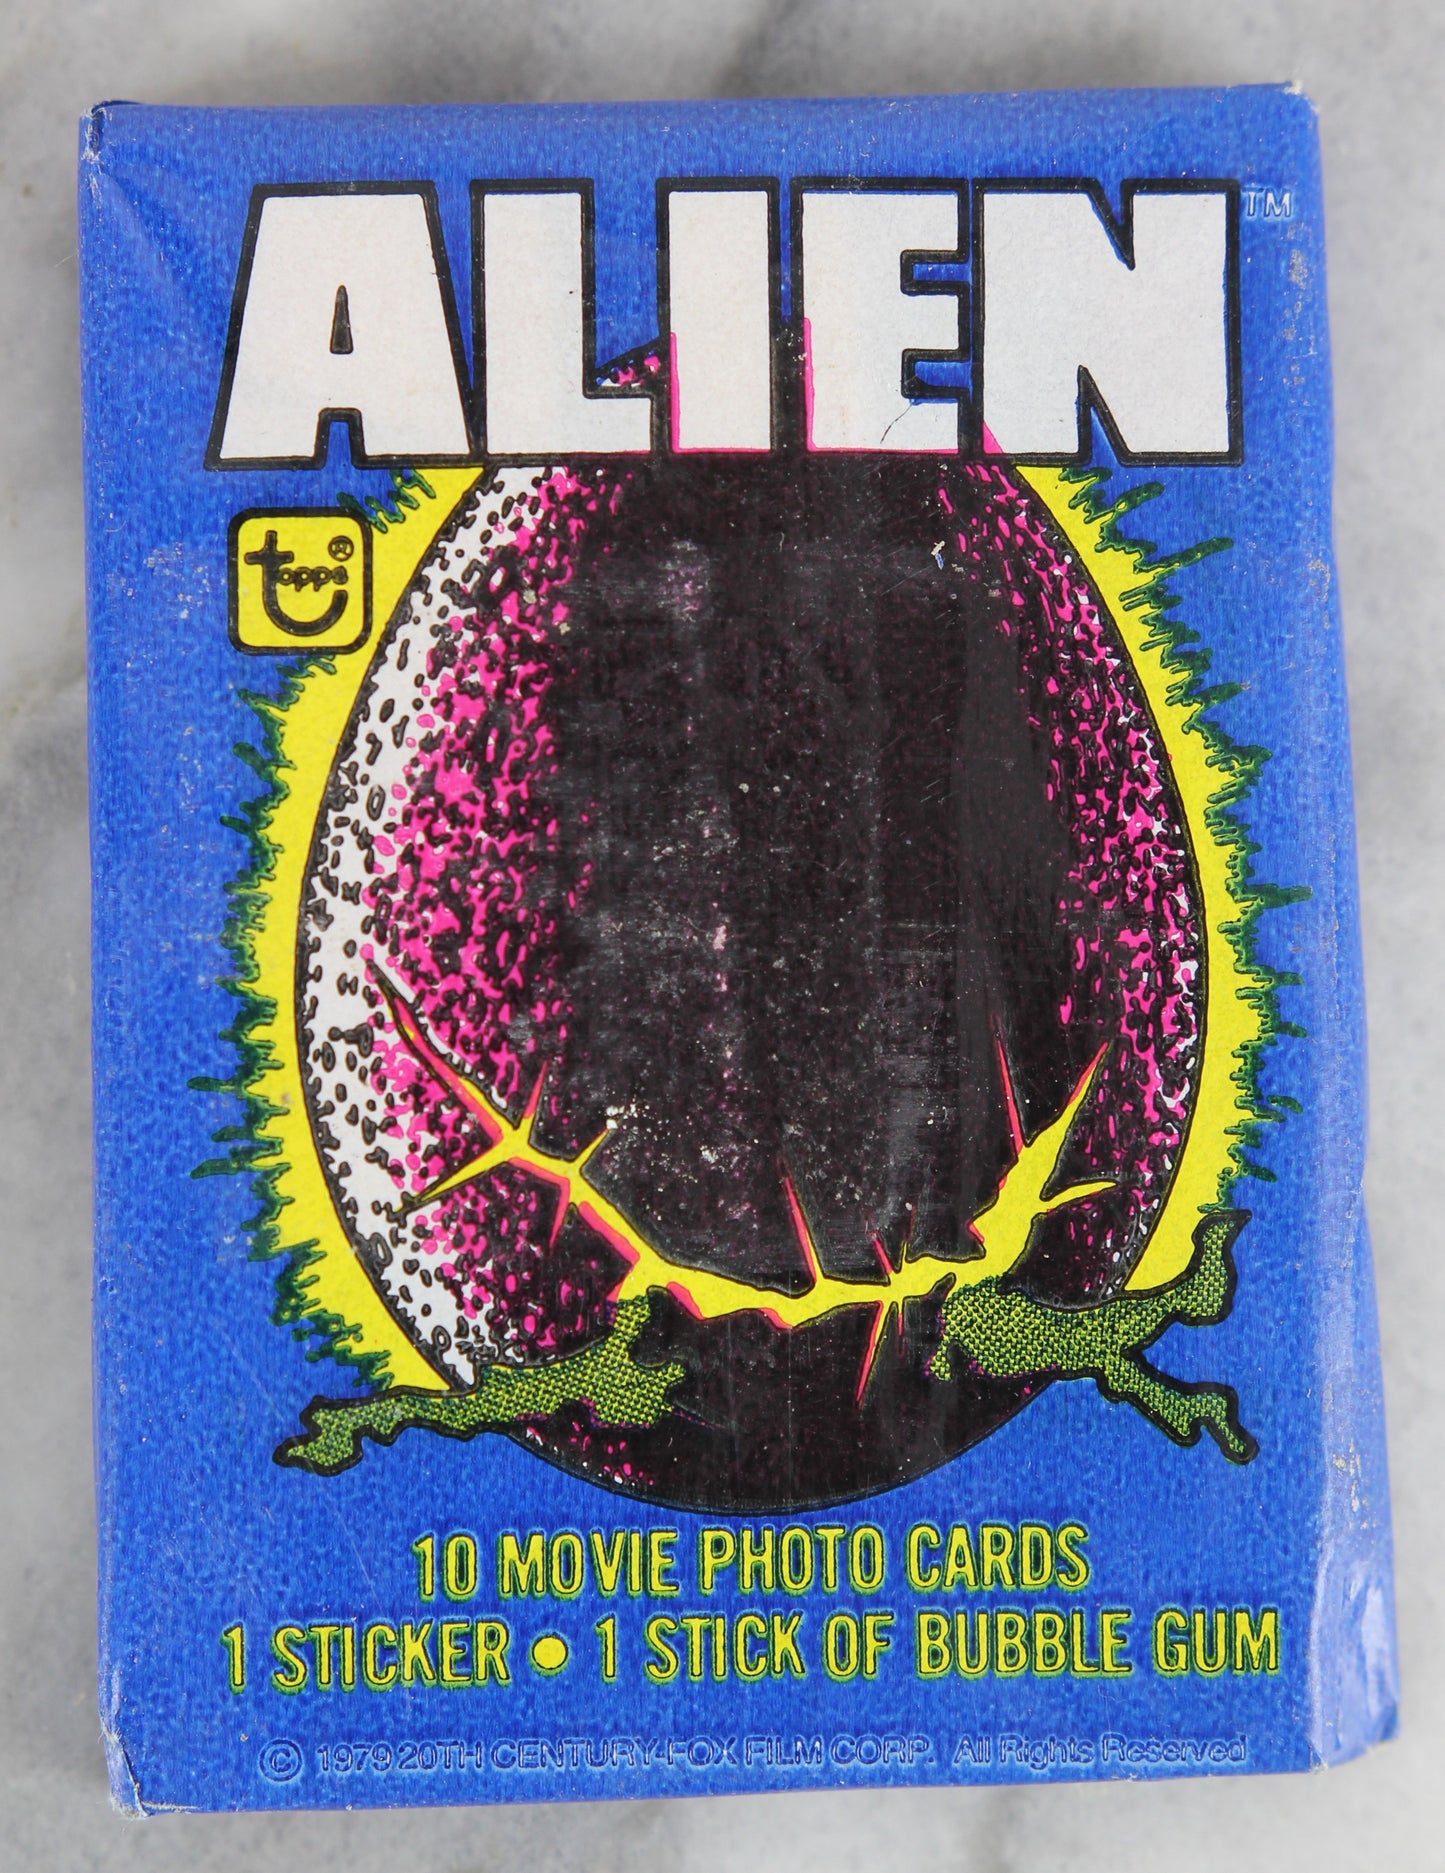 ALIEN™
topps®
10 MOVIE PHOTO CARDS
1 STICKER • 1 STICK OF BUBBLE GUM
© 1979 20TH CENTURY-FOX FILM CORP. All Rights Reserved